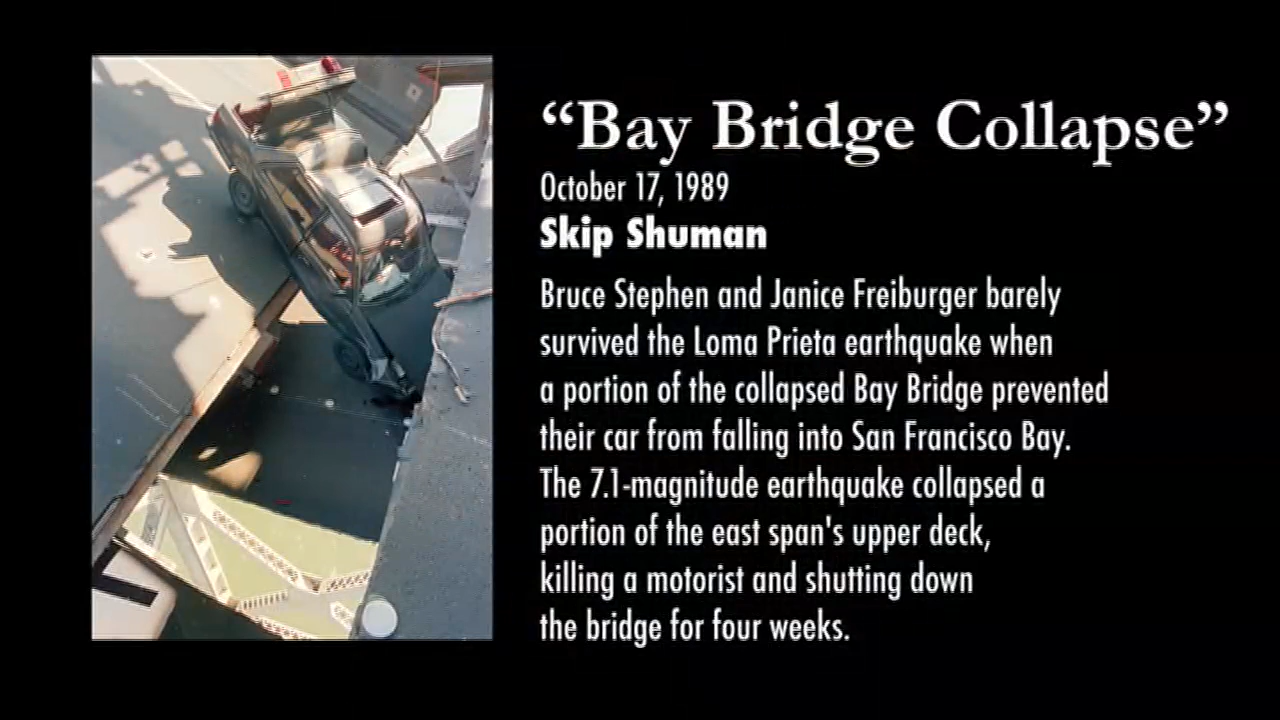 “Bay Bridge Collapse”
October 17, 1989
Skip Shuman
Bruce Stephen and Janice Freiburger barely
survived the Loma Prieta earthquake when
a portion of the collapsed Bay Bridge prevented
their car from falling into San Francisco Bay.
The 7.1-magnitude earthquake collapsed a
portion of the east span's upper deck,
killing a motorist and shutting down
the bridge for four weeks.